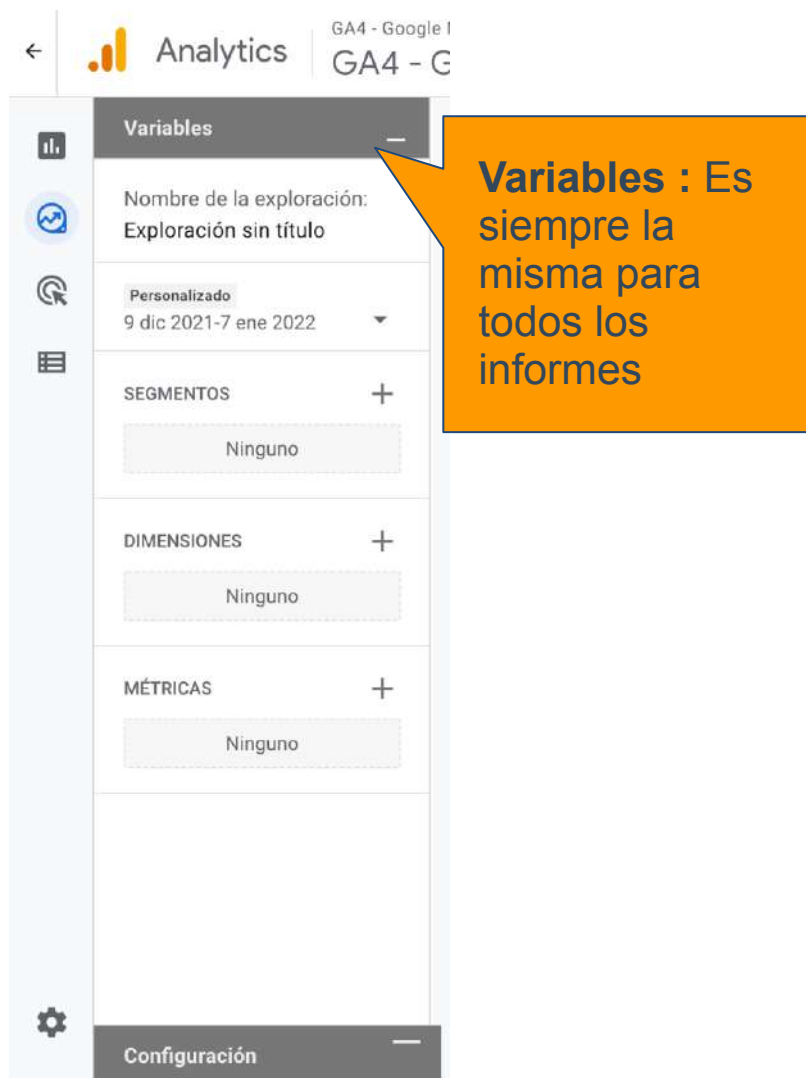 GA4 - Google
Analytics
GA4 - G
Variables
Nombre de la exploración:
Exploración sin título
Personalizado
9 dic 2021-7 ene 2022
SEGMENTOS
Ninguno
DIMENSIONES
Ninguno
MÉTRICAS
Ninguno
Configuración
Variables : Es
siempre la
misma para
todos los
informes